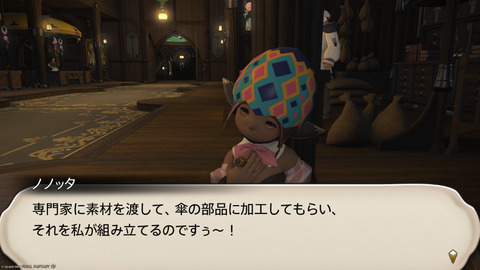 ノノッタ
専門家に素材を渡して、傘の部品に加工してもらい、
それを私が組み立てるのですぅ～！